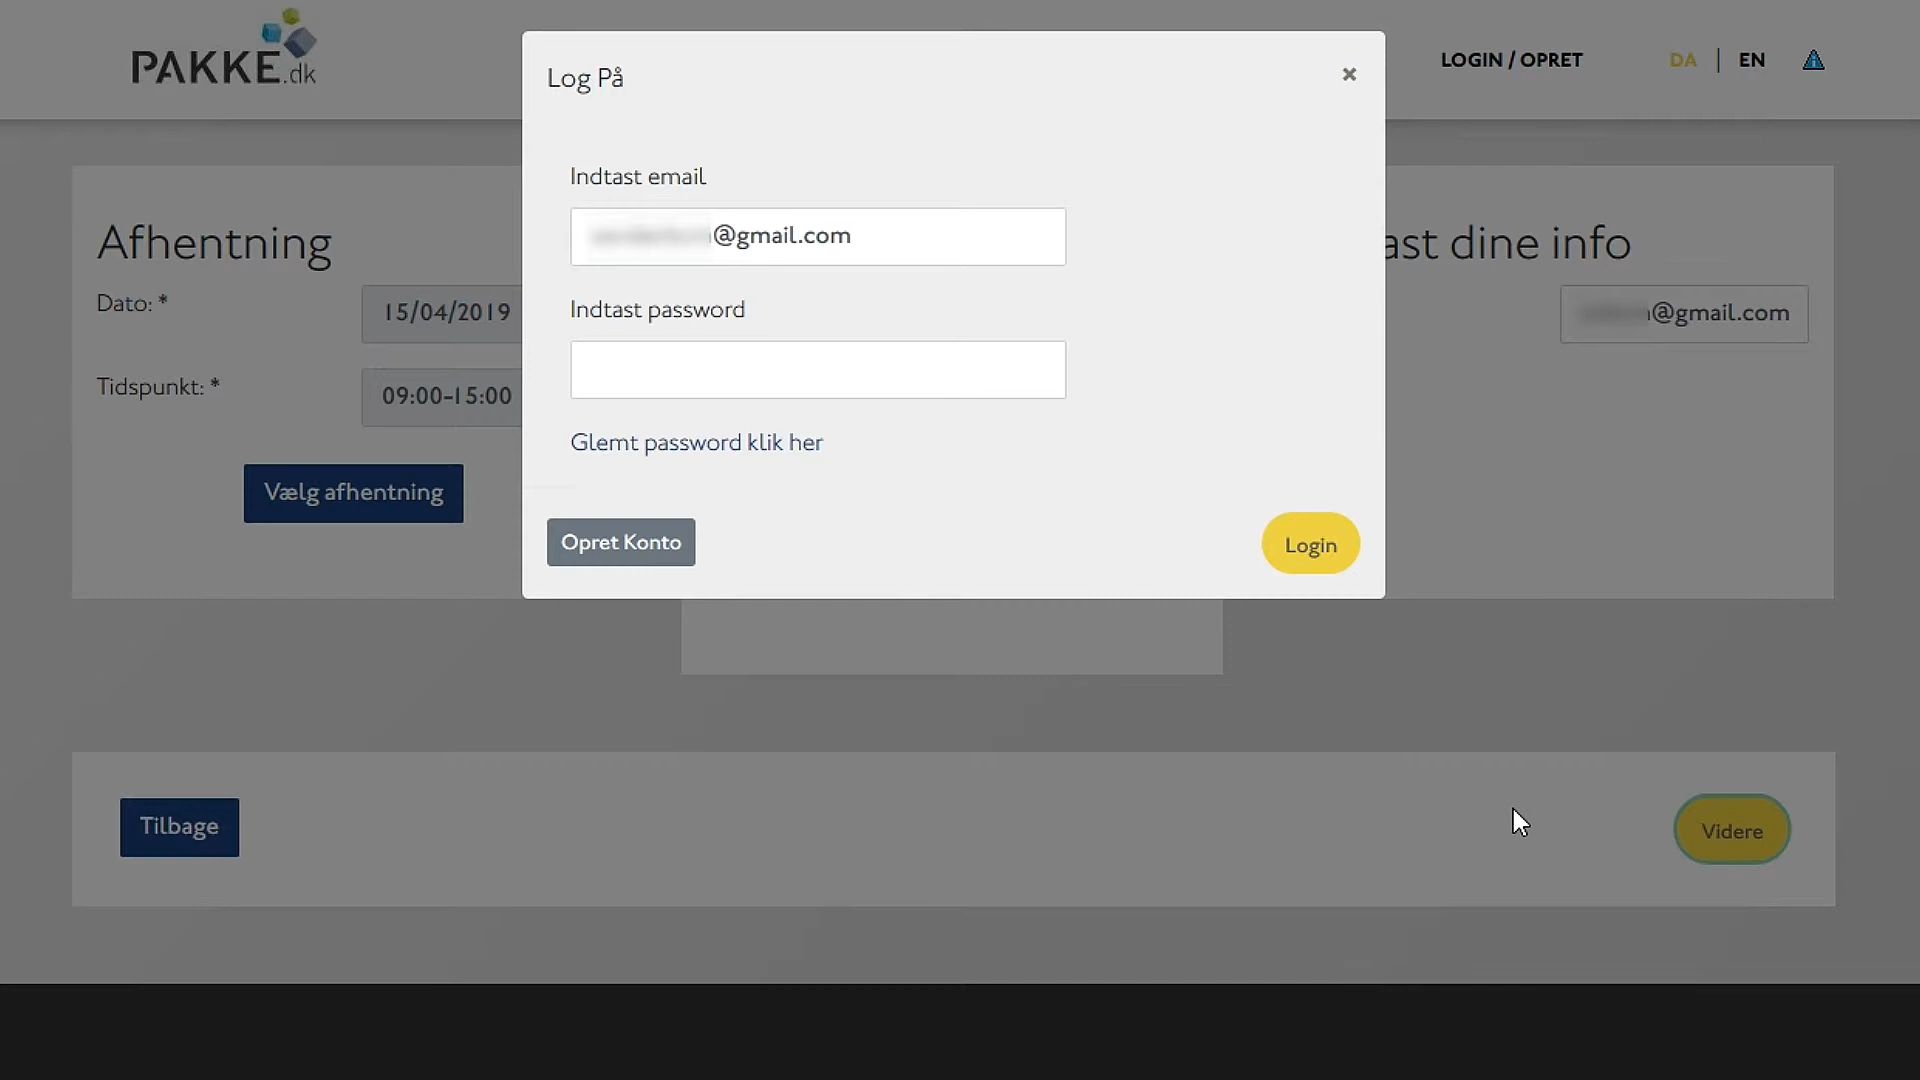 PAKKE.dk
LOGIN / OPRET
DA | EN
Log På
×
Indtast email
@gmail.com
Indtast password
Glemt password klik her
Opret Konto
Login
Afhentning
Dato: *
15/04/2019
Tidspunkt: *
09:00-15:00
Vælg afhentning
ast dine info
@gmail.com
Tilbage
Videre